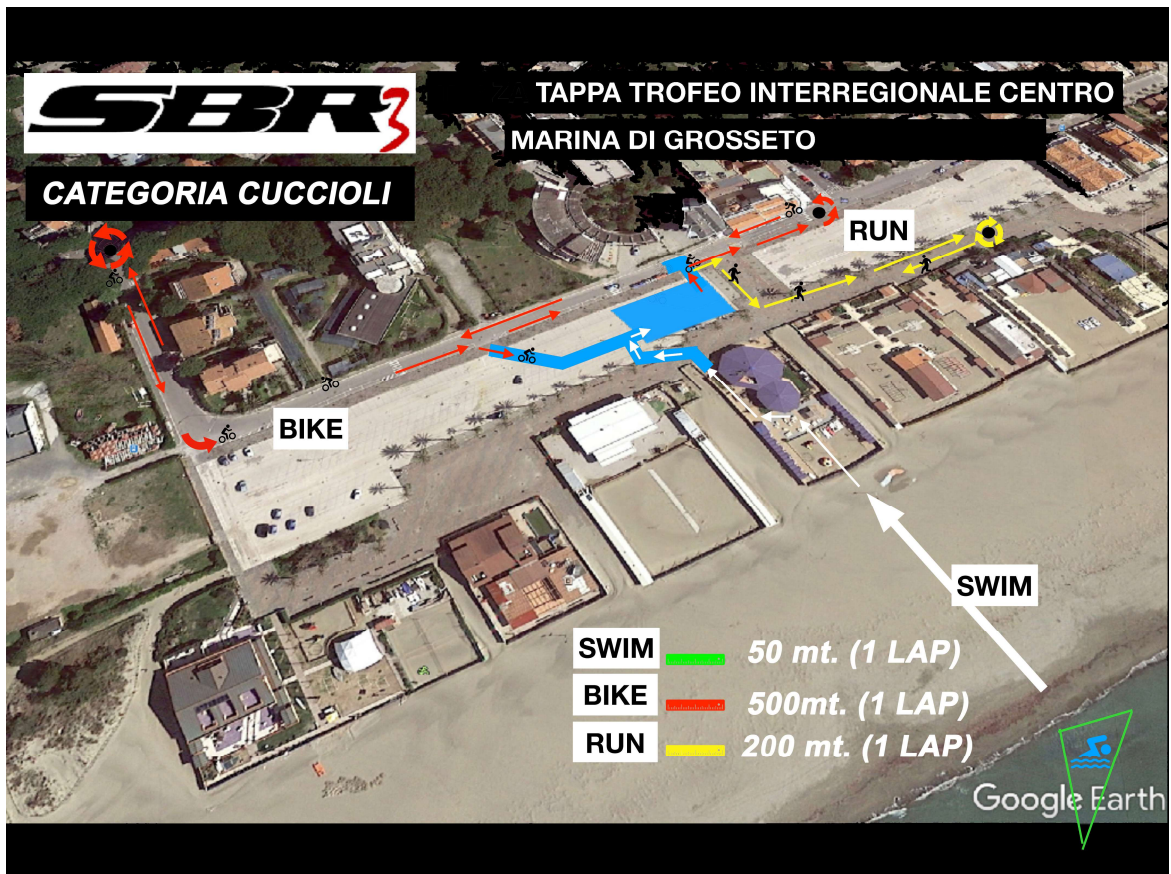 SBR3
TAPPA TROFEO INTERREGIONALE CENTRO
MARINA DI GROSSETO
CATEGORIA CUCCIOLI
RUN
BIKE
SWIM
SWIM 50 mt. (1 LAP)
BIKE 500mt. (1 LAP)
RUN 200 mt. (1 LAP)
Google Earth